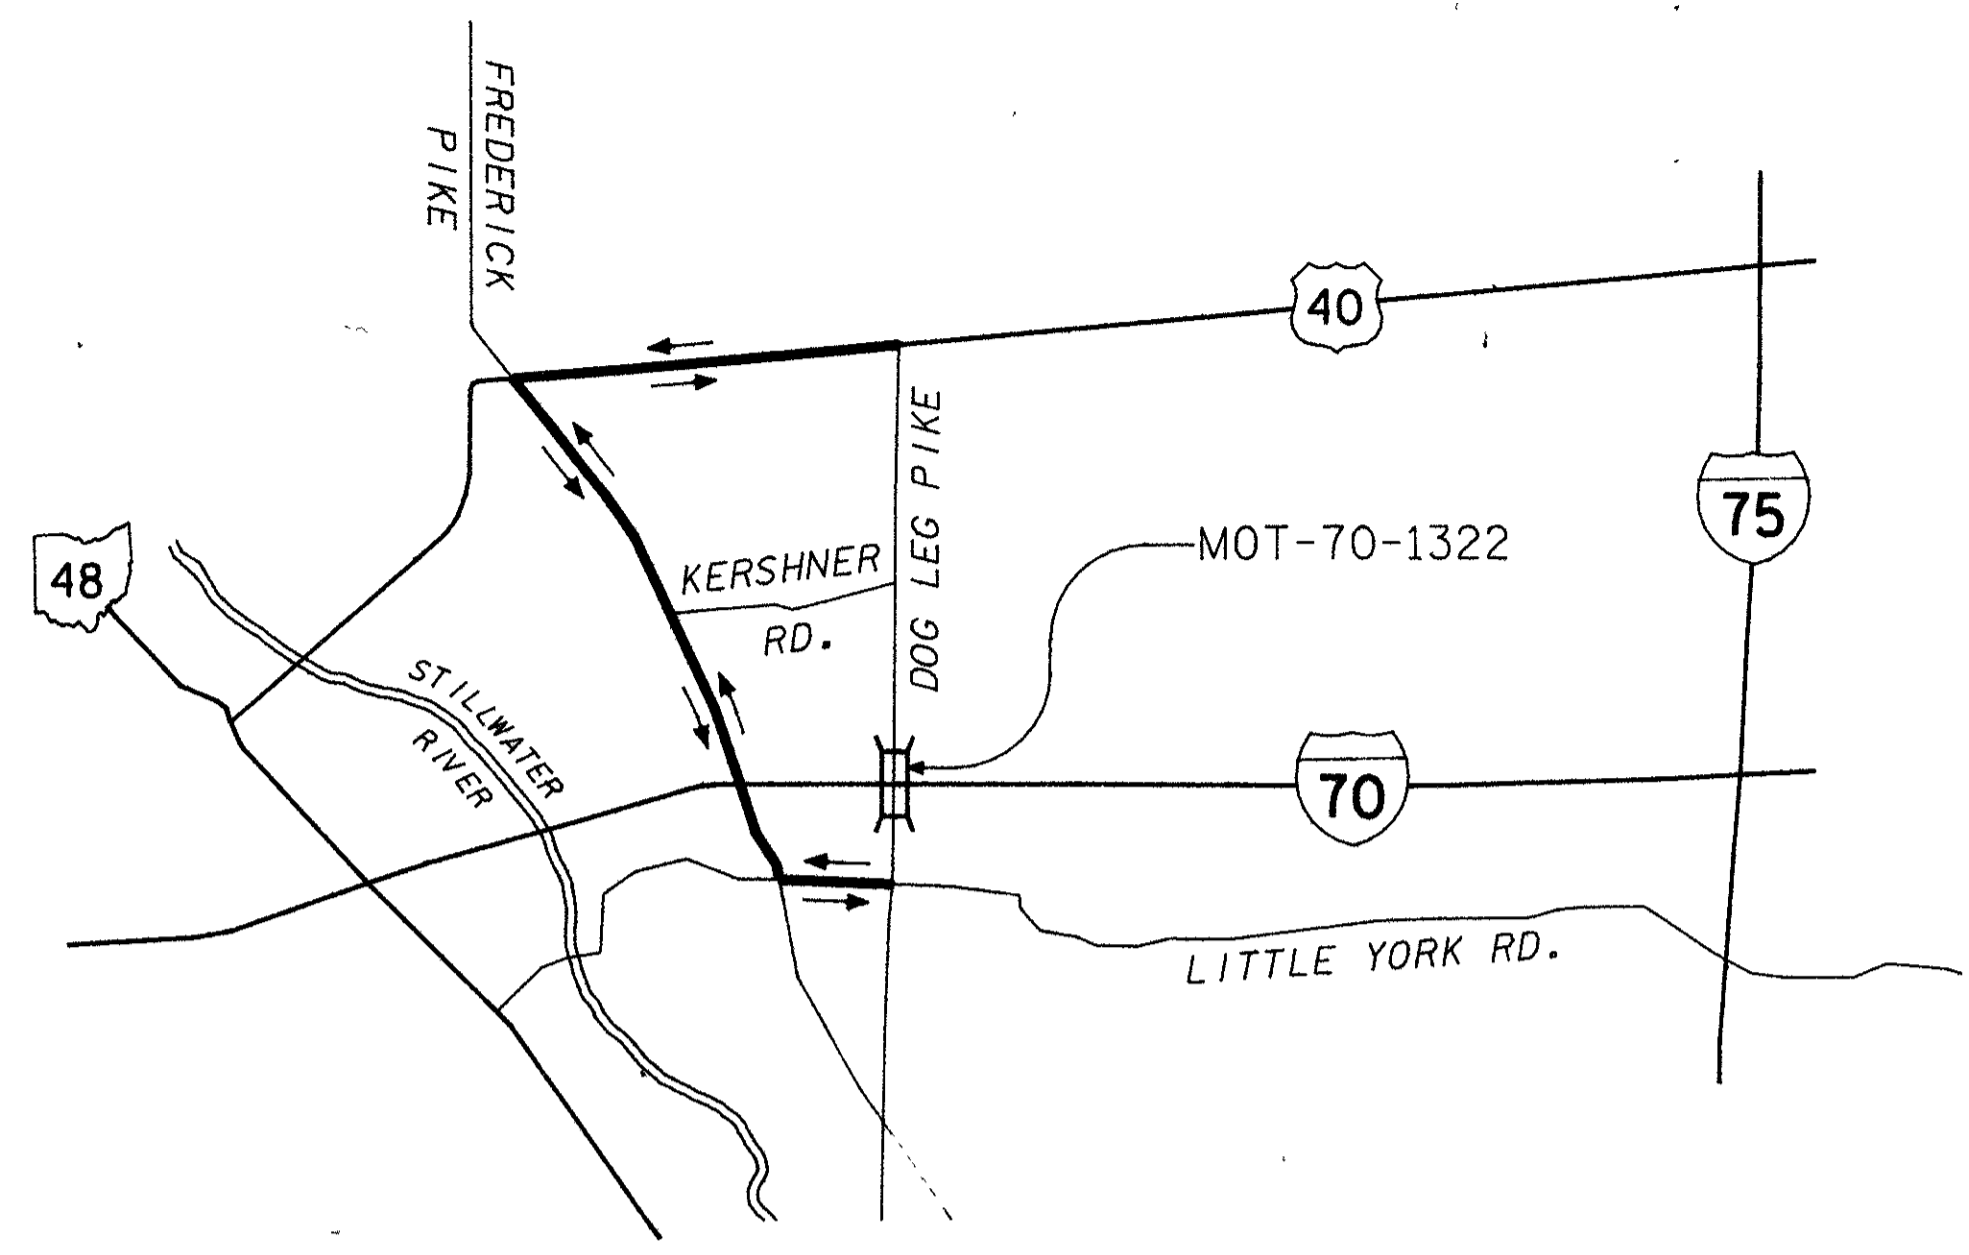 FREDERICK
PIKE
40
DOG LEG PIKE
75
MOT-70-1322
KERSHNER
RD.
48
STILLWATER
RIVER
70
LITTLE YORK RD.